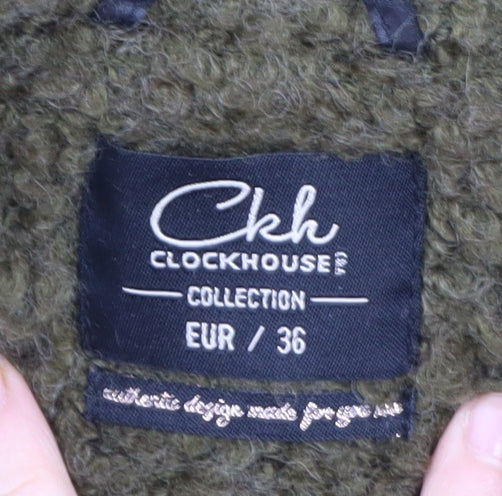 Ckh
CLOCKHOUSE
COLLECTION
EUR / 36
authentic design made for you